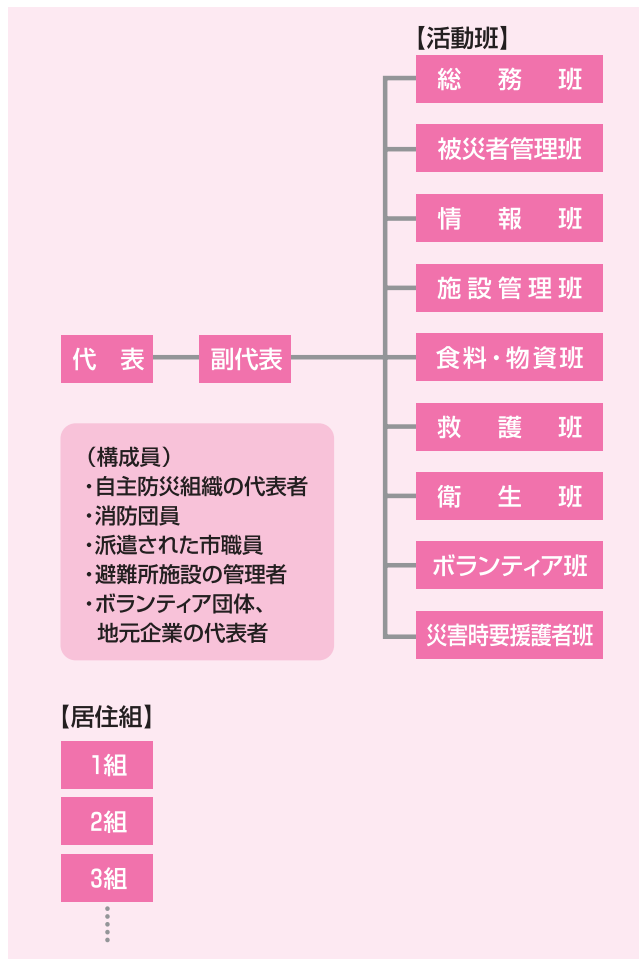 【活動班】
総務班
被災者管理班
情報班
施設管理班
代表
副代表
食料・物資班
救護班
衛生班
ボランティア班
災害時要援護者班
（構成員）
・自主防災組織の代表者
・消防団員
・派遣された市職員
・避難所施設の管理者
・ボランティア団体、
地元企業の代表者
【居住組】
1組
2組
3組